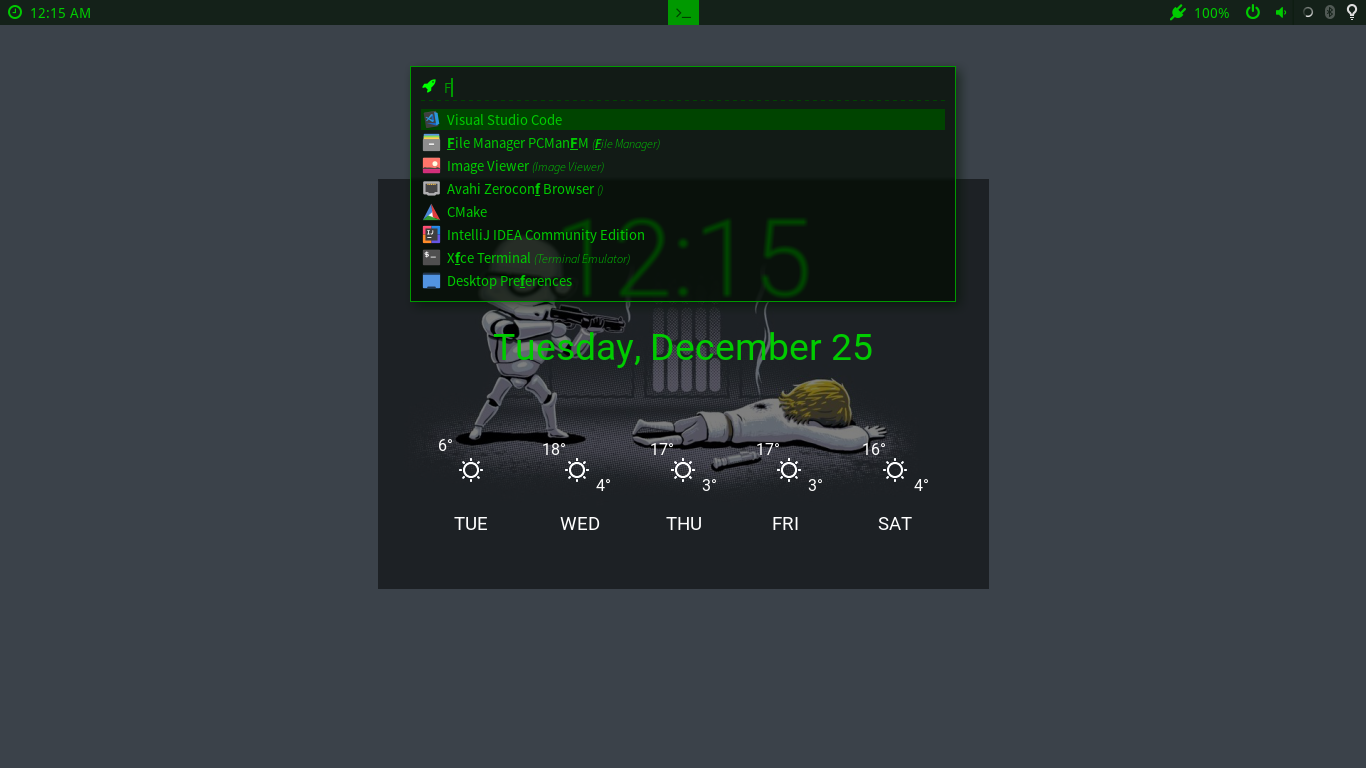 12:15 AM
>_
100%
F
Visual Studio Code
File Manager PCManFM (File Manager)
Image Viewer (Image Viewer)
Avahi Zeroconf Browser ()
CMake
IntelliJ IDEA Community Edition
Xfce Terminal (Terminal Emulator)
Desktop Preferences
12:15
Tuesday, December 25
6° 18° 17° 17° 16°
4° 3° 3° 4°
TUE WED THU FRI SAT